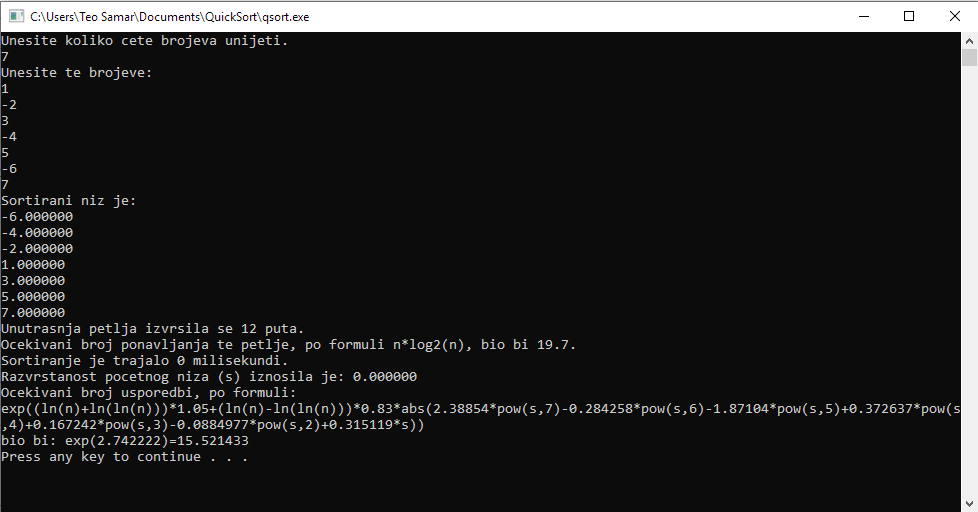 C:\Users\Teo Samar\Documents\QuickSort\qsort.exe
Unesite koliko cete brojeva unijeti.
7
Unesite te brojeve:
1
-2
3
-4
5
-6
7
Sortirani niz je:
-6.000000
-4.000000
-2.000000
1.000000
3.000000
5.000000
7.000000
Unutrasnja petlja izvrsila se 12 puta.
Ocekivani broj ponavljanja te petlje, po formuli n*log2(n), bio bi 19.7.
Sortiranje je trajalo 0 milisekundi.
Razvrstanost pocetnog niza (s) iznosila je: 0.000000
Ocekivani broj usporedbi, po formuli:
exp((ln(n)+ln(ln(n)))*1.05+(ln(n)-ln(ln(n)))*0.83*abs(2.38854*pow(s,7)-0.284258*pow(s,6)-1.87104*pow(s,5)+0.372637*pow(s
,4)+0.167242*pow(s,3)-0.0884977*pow(s,2)+0.315119*s))
bio bi: exp(2.742222)=15.521433
Press any key to continue . . .